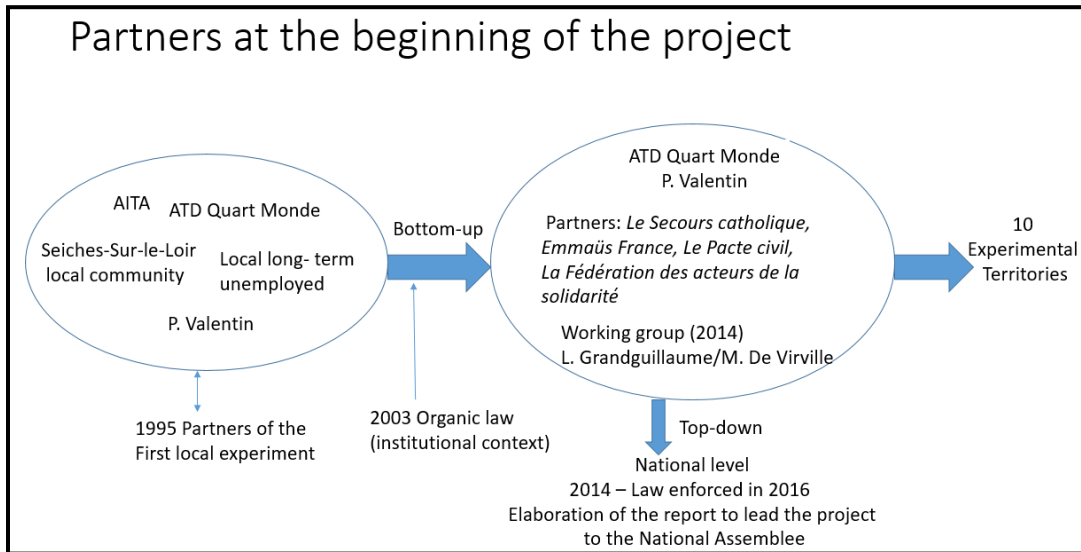 Partners at the beginning of the project
AITA
ATD Quart Monde
Seiches-Sur-le-Loir
local community
Local long- term
unemployed
P. Valentin
1995 Partners of the
First local experiment
Bottom-up
2003 Organic law
(institutional context)
ATD Quart Monde
P. Valentin
Partners: Le Secours catholique,
Emmaüs France, Le Pacte civil,
La Fédération des acteurs de la
solidarité
Working group (2014)
L. Grandguillaume/M. De Virville
Top-down
National level
2014 – Law enforced in 2016
Elaboration of the report to lead the project
to the National Assemblee
10
Experimental
Territories